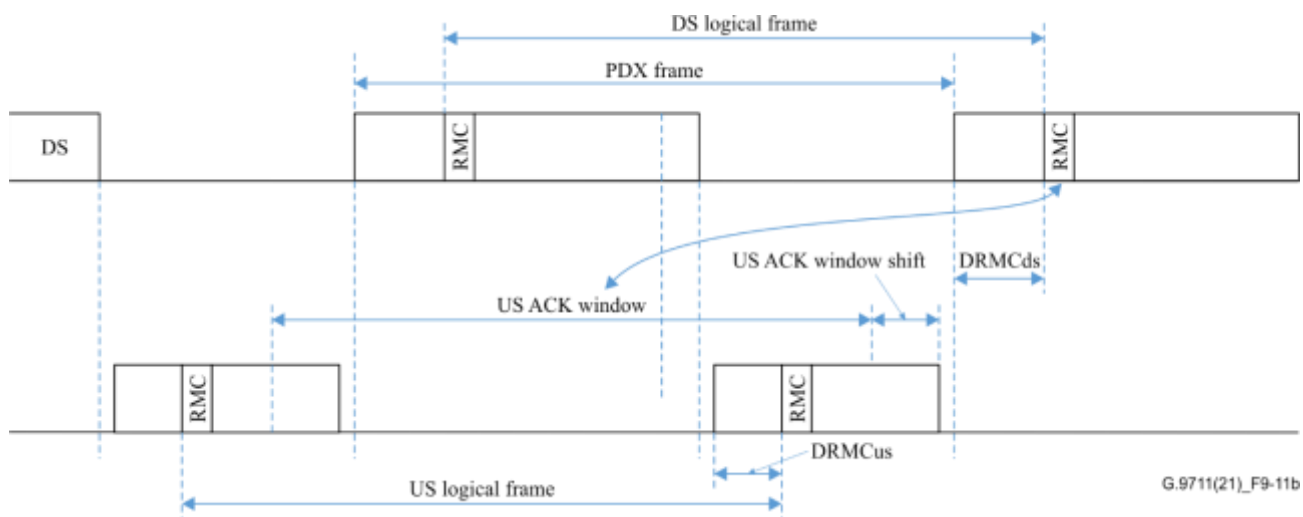 DS logical frame
PDX frame
DS
RMC
RMC
US ACK window shift
DRMCds
US ACK window
RMC
RMC
DRMCus
US logical frame
G.9711(21)_F9-11b